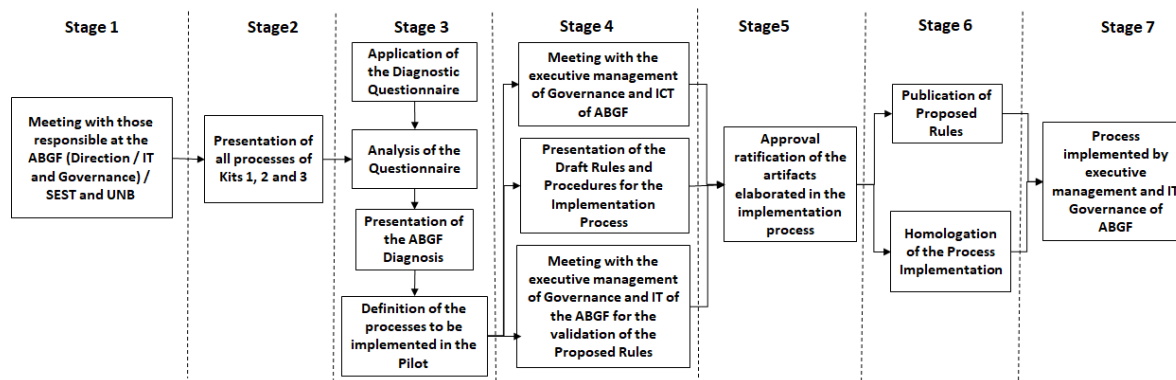 Stage 1
Meeting with those
responsible at the
ABGF (Direction / IT
and Governance) /
SEST and UNB
Stage2
Presentation of
all processes of
Kits 1, 2 and 3
Stage 3
Application of
the Diagnostic
Questionnaire
Analysis of the
Questionnaire
Presentation of
the ABGF
Diagnosis
Definition of the
processes to be
implemented in the
Pilot
Stage 4
Meeting with the
executive management
of Governance and ICT
of ABGF
Presentation of the
Draft Rules and
Procedures for the
Implementation
Process
Meeting with the
executive management
of Governance and IT of
the ABGF for the
validation of the
Proposed Rules
Stage5
Approval
ratification of the
artifacts
elaborated in the
implementation
process
Stage 6
Publication of
Proposed
Rules
Homologation
of the Process
Implementation
Stage 7
Process
implemented by
executive
management and IT
Governance of
ABGF